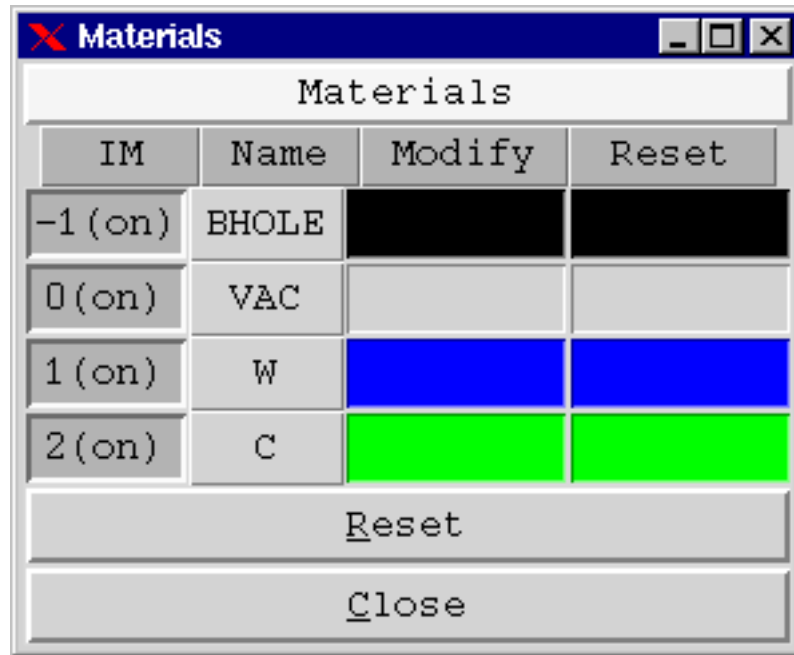 Materials
Materials
IM Name Modify Reset
-1(on) BHOLE
0(on) VAC
1(on) W
2(on) C
Reset
Close